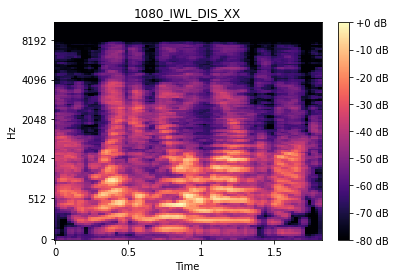 1080_IWL_DIS_XX
8192
4096
2048
1024
512
0
Hz
0
0.5
1
1.5
Time
+0 dB
-10 dB
-20 dB
-30 dB
-40 dB
-50 dB
-60 dB
-70 dB
-80 dB